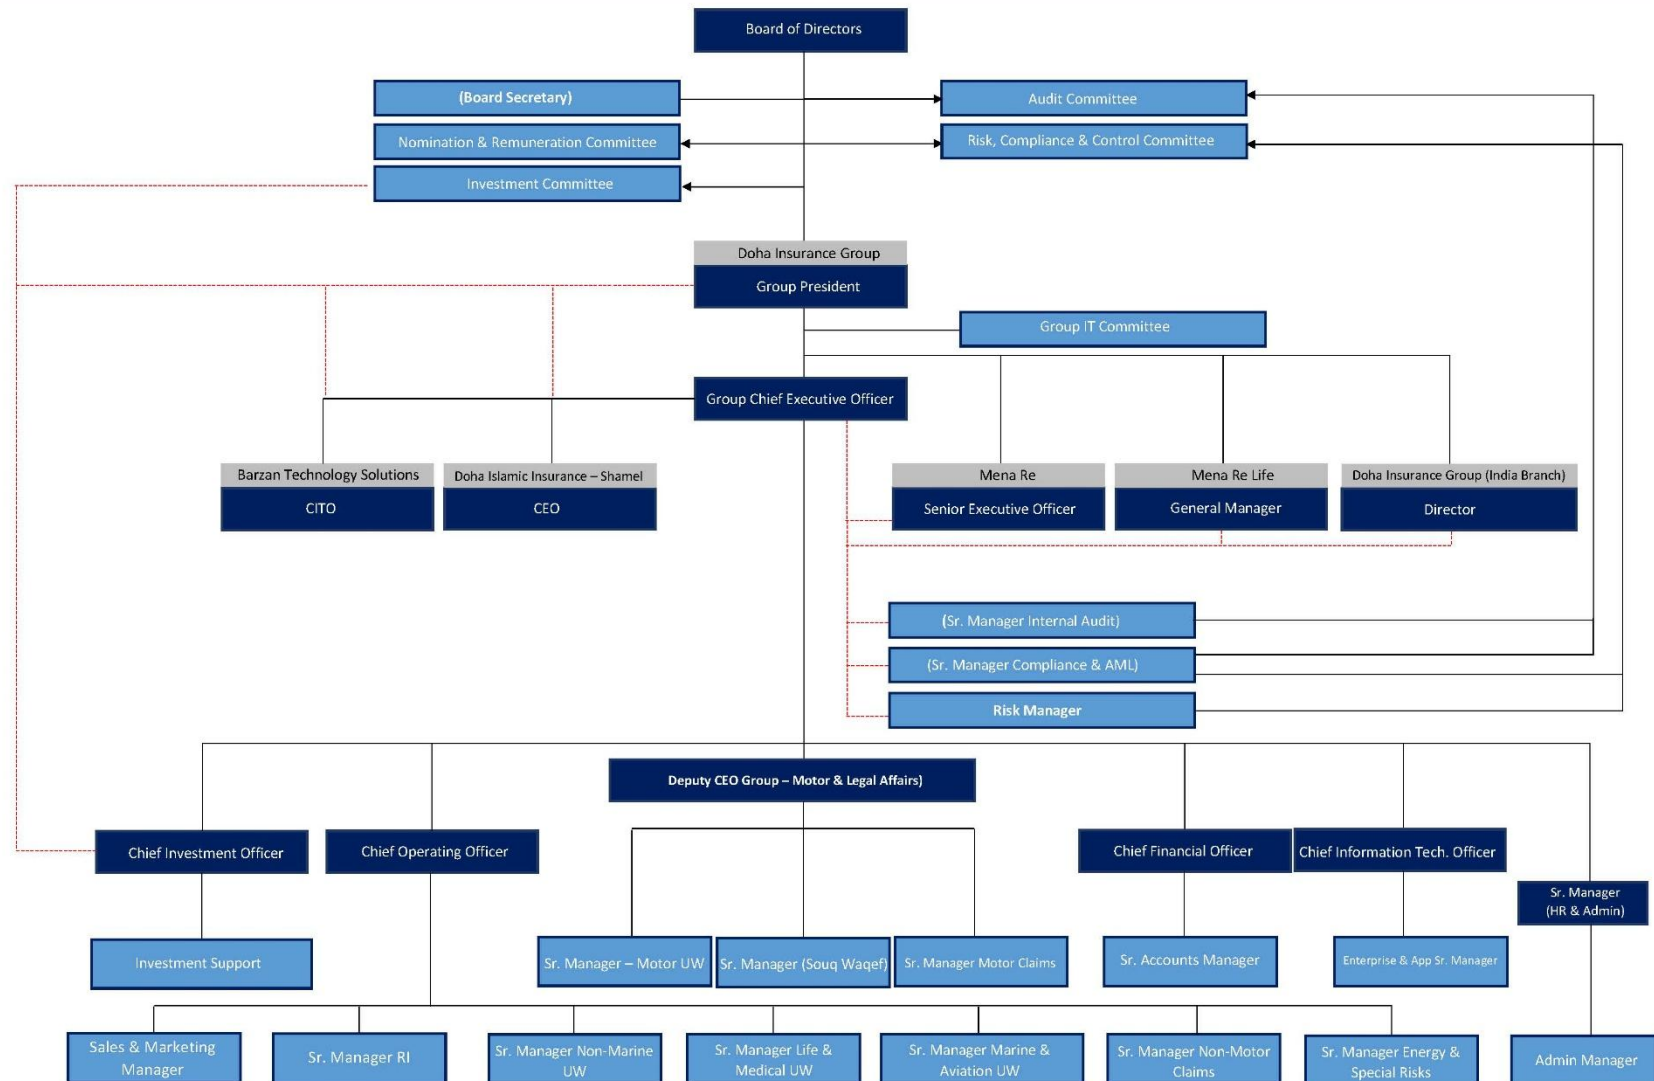 Board of Directors
(Board Secretary)
Audit Committee
Nomination & Remuneration Committee
Risk, Compliance & Control Committee
Investment Committee
Doha Insurance Group
Group President
Group IT Committee
Group Chief Executive Officer
Barzan Technology Solutions
CITO
Doha Islamic Insurance – Shamel
CEO
Mena Re
Senior Executive Officer
Mena Re Life
General Manager
Doha Insurance Group (India Branch)
Director
(Sr. Manager Internal Audit)
(Sr. Manager Compliance & AML)
Risk Manager
Deputy CEO Group – Motor & Legal Affairs)
Chief Investment Officer
Chief Operating Officer
Chief Financial Officer
Chief Information Tech. Officer
Sr. Manager
(HR & Admin)
Investment Support
Sr. Manager – Motor UW
Sr. Manager (Souq Waqef)
Sr. Manager Motor Claims
Sr. Accounts Manager
Enterprise & App Sr. Manager
Sales & Marketing
Manager
Sr. Manager RI
Sr. Manager Non-Marine
UW
Sr. Manager Life &
Medical UW
Sr. Manager Marine &
Aviation UW
Sr. Manager Non-Motor
Claims
Sr. Manager Energy &
Special Risks
Admin Manager